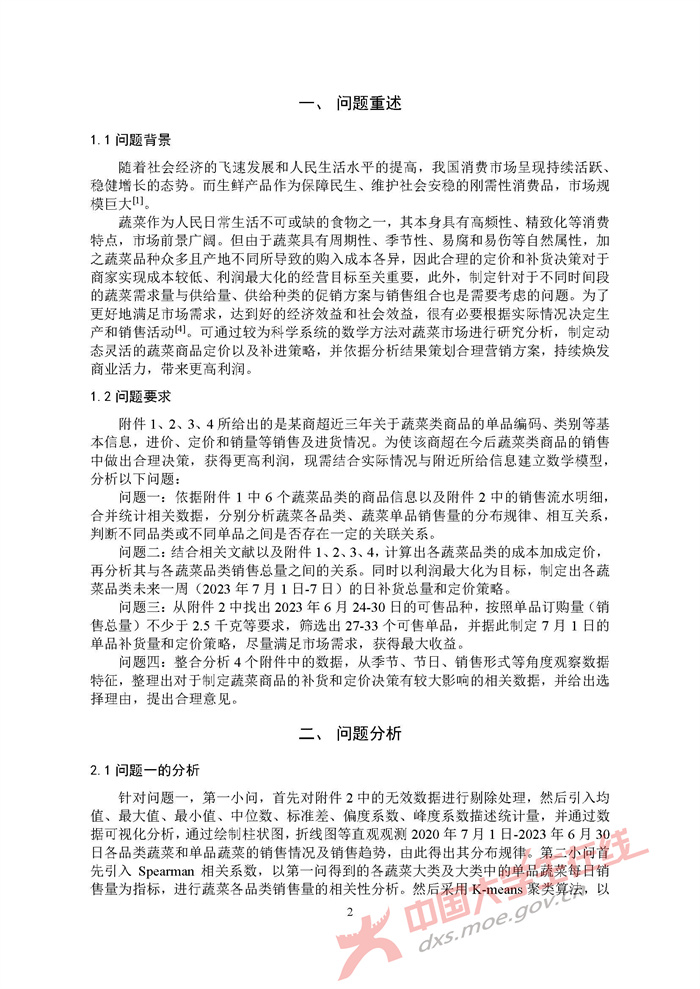 一、 问题重述
1.1 问题背景
随着社会经济的飞速发展和人民生活水平的提高，我国消费市场呈现持续活跃、
稳健增长的态势。而生鲜产品作为保障民生、维护社会安稳的刚需性消费品，市场规
模巨大[1]。
蔬菜作为人民日常生活不可或缺的食物之一，其本身具有高频性、精致化等消费
特点，市场前景广阔。但由于蔬菜具有周期性、季节性、易腐和易伤等自然属性，加
之蔬菜品种众多且产地不同所导致的购入成本各异，因此合理的定价和补货决策对于
商家实现成本较低、利润最大化的经营目标至关重要，此外，制定针对于不同时间段
的蔬菜需求量与供给量、供给种类的促销方案与销售组合也是需要考虑的问题。为了
更好地满足市场需求，达到好的经济效益和社会效益，很有必要根据实际情况决定生
产和销售活动[4]。可通过较为科学系统的数学方法对蔬菜市场进行研究分析，制定动
态灵活的蔬菜商品定价以及补进策略，并依据分析结果策划合理营销方案，持续焕发
商业活力，带来更高利润。
1.2 问题要求
附件 1、2、3、4 所给出的是某商超近三年关于蔬菜类商品的单品编码、类别等基
本信息，进价、定价和销量等销售及进货情况。为使该商超在今后蔬菜类商品的销售
中做出合理决策，获得更高利润，现需结合实际情况与附近所给信息建立数学模型，
分析以下问题：
问题一：依据附件 1 中 6 个蔬菜品类的商品信息以及附件 2 中的销售流水明细，
合并统计相关数据，分别分析蔬菜各品类、蔬菜单品销售量的分布规律、相互关系，
判断不同品类或不同单品之间是否存在一定的关联关系。
问题二：结合相关文献以及附件 1、2、3、4，计算出各蔬菜品类的成本加成定价，
再分析其与各蔬菜品类销售总量之间的关系。同时以利润最大化为目标，制定出各蔬
菜品类未来一周（2023 年 7 月 1 日-7 日）的日补货总量和定价策略。
问题三：从附件 2 中找出 2023 年 6 月 24-30 日的可售品种，按照单品订购量（销
售总量）不少于 2.5 千克等要求，筛选出 27-33 个可售单品，并据此制定 7 月 1 日的
单品补货量和定价策略，尽量满足市场需求，获得最大收益。
问题四：整合分析 4 个附件中的数据，从季节、节日、销售形式等角度观察数据
特征，整理出对于制定蔬菜商品的补货和定价决策有较大影响的相关数据，并给出选
择理由，提出合理意见。
二、 问题分析
2.1 问题一的分析
针对问题一，第一小问，首先对附件 2 中的无效数据进行剔除处理，然后引入均
值、最大值、最小值、中位数、标准差、偏度系数、峰度系数描述统计量，并通过数
据可视化分析，通过绘制柱状图，折线图等直观观测 2020 年 7 月 1 日-2023 年 6 月 30
日各品类蔬菜和单品蔬菜的销售情况及销售趋势，由此得出其分布规律。第二小问首
先引入 Spearman 相关系数，以第一问得到的各蔬菜大类及大类中的单品蔬菜每日销
售量为指标，进行蔬菜各品类销售量的相关性分析。然后采用 K-means 聚类算法，以
2
中国大学生在线
dxs.moe.gov.cn